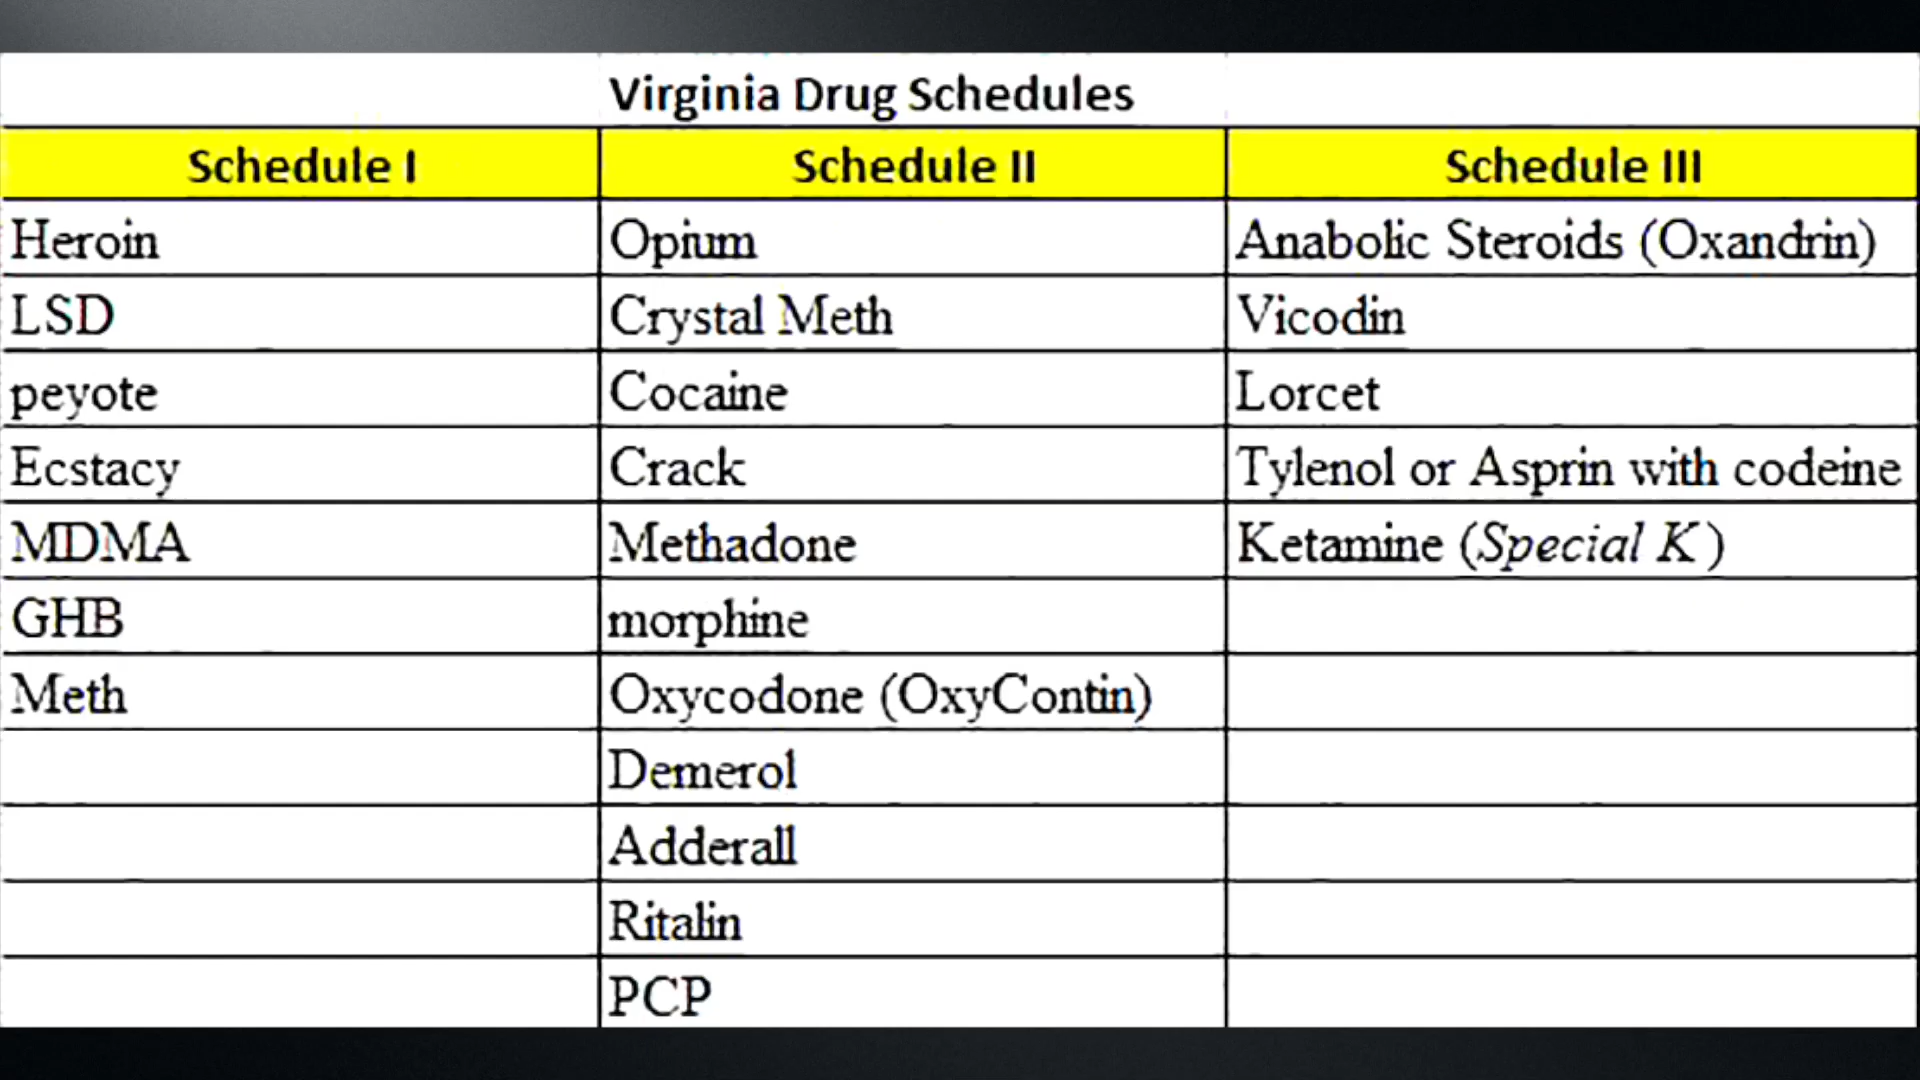 Virginia Drug Schedules
Schedule I Schedule II Schedule III
Heroin Opium Anabolic Steroids (Oxandrin)
LSD Crystal Meth Vicodin
peyote Cocaine Lorcet
Ecstacy Crack Tylenol or Asprin with codeine
MDMA Methadone Ketamine (Special K)
GHB morphine
Meth Oxycodone (OxyContin)
Demerol
Adderall
Ritalin
PCP